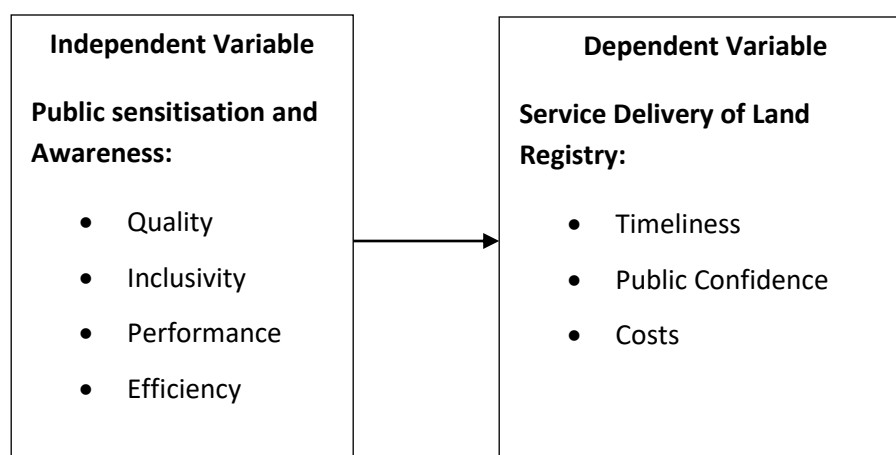 Independent Variable
Public sensitisation and
Awareness:
• Quality
• Inclusivity
• Performance
• Efficiency
Dependent Variable
Service Delivery of Land
Registry:
• Timeliness
• Public Confidence
• Costs